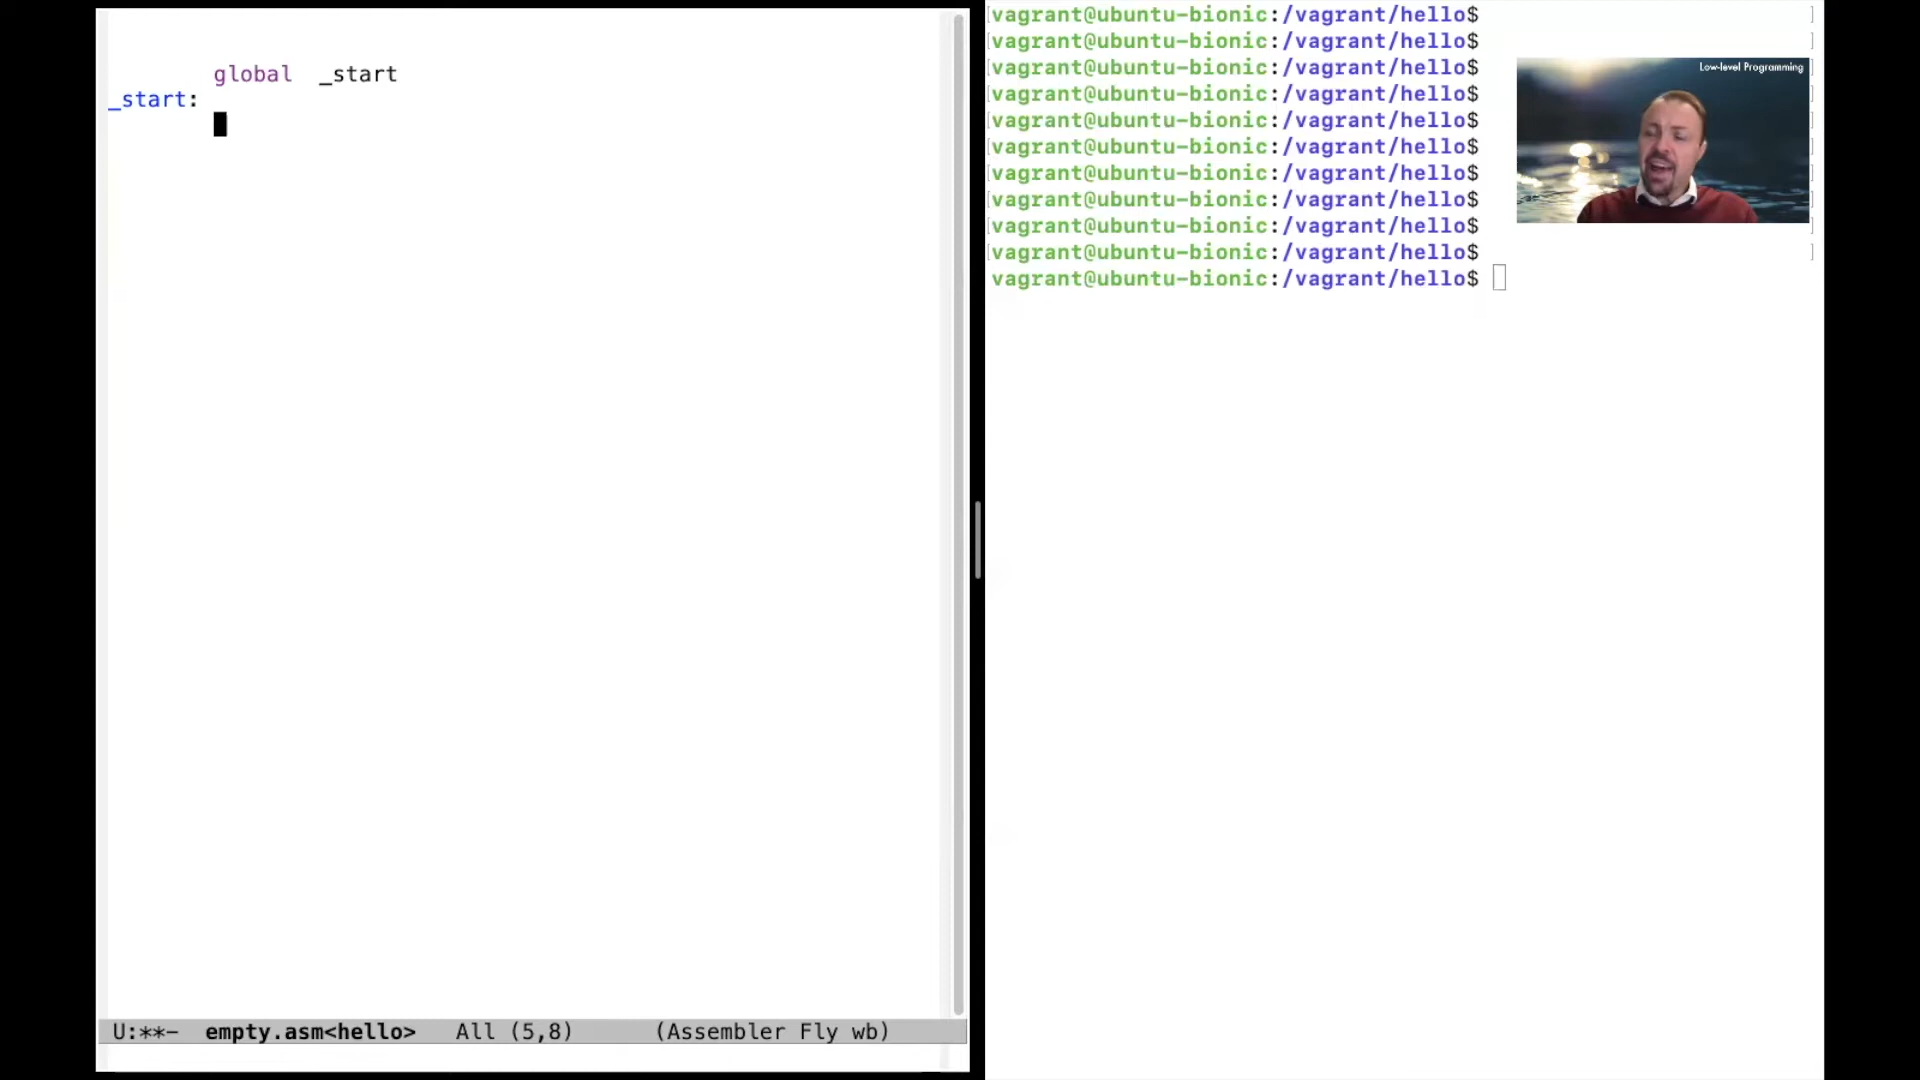 global  _start
_start:
U:**-  empty.asm<hello>   All (5,8)      (Assembler Fly wb)
[vagrant@ubuntu-bionic:/vagrant/hello$ ]
[vagrant@ubuntu-bionic:/vagrant/hello$ ]
[vagrant@ubuntu-bionic:/vagrant/hello$
[vagrant@ubuntu-bionic:/vagrant/hello$
[vagrant@ubuntu-bionic:/vagrant/hello$ ]
[vagrant@ubuntu-bionic:/vagrant/hello$ ]
[vagrant@ubuntu-bionic:/vagrant/hello$ ]
[vagrant@ubuntu-bionic:/vagrant/hello$ ]
[vagrant@ubuntu-bionic:/vagrant/hello$ ]
[vagrant@ubuntu-bionic:/vagrant/hello$ ]
vagrant@ubuntu-bionic:/vagrant/hello$
Low-level Programming